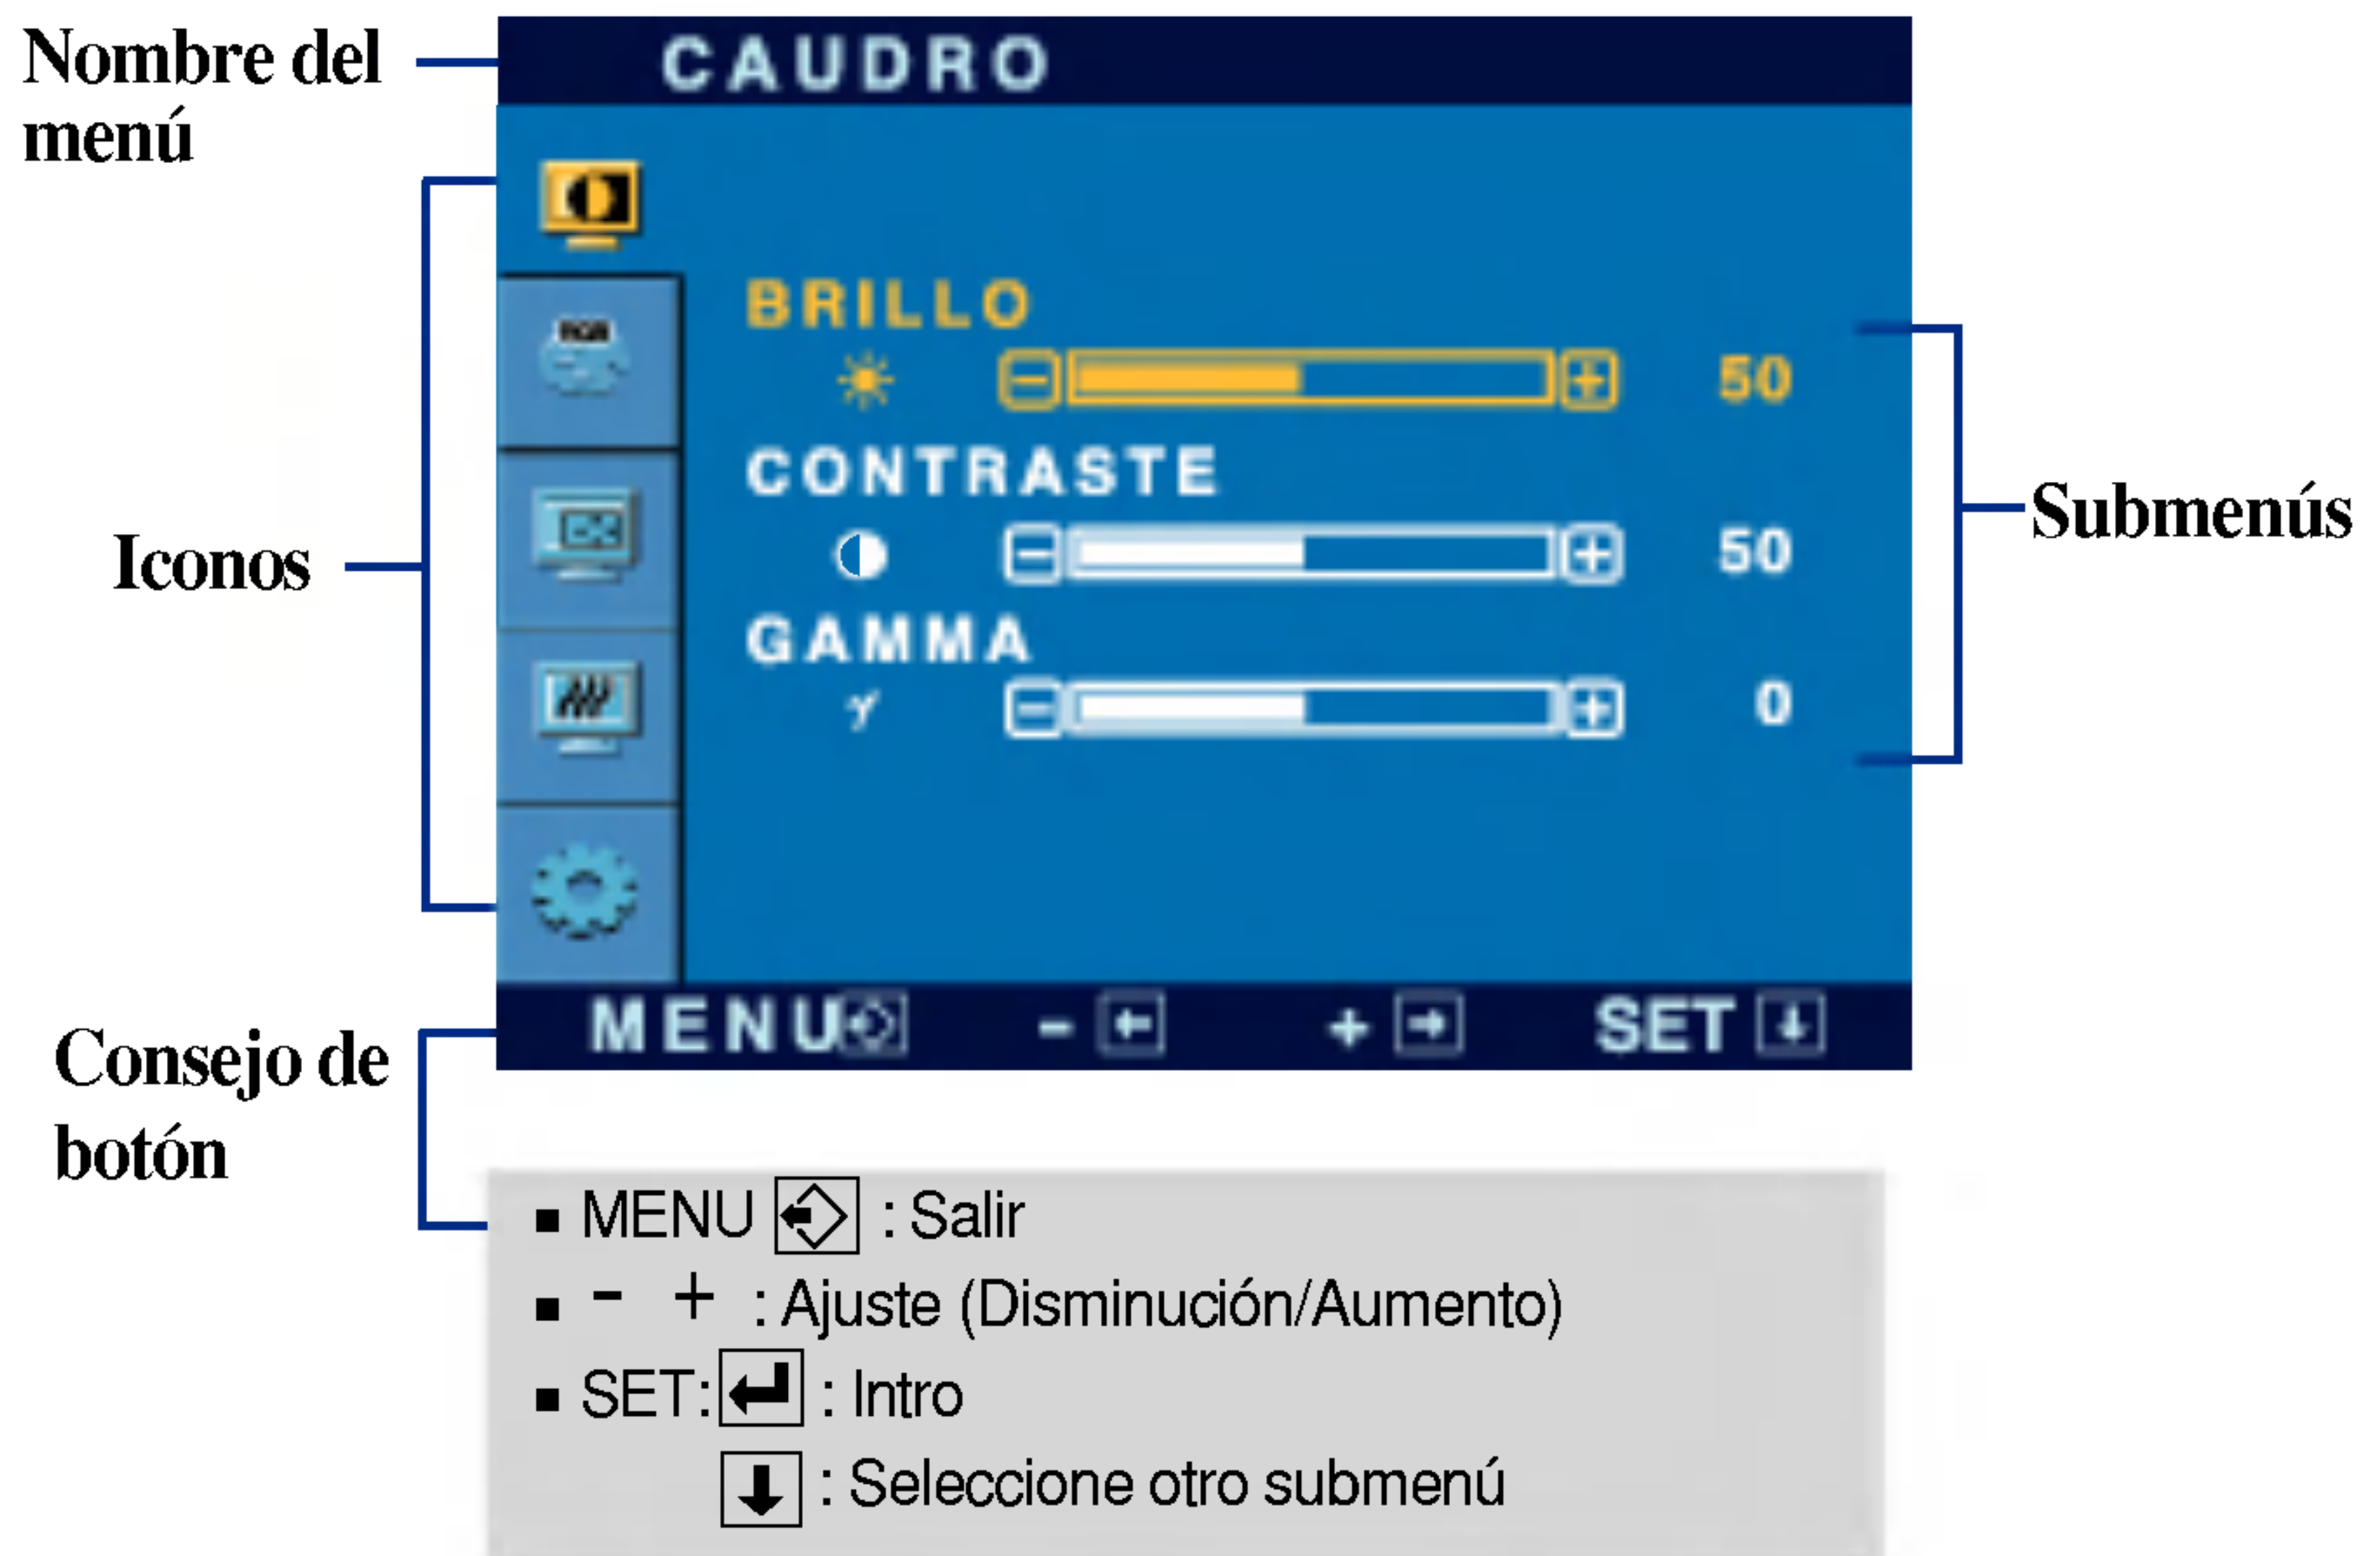 Nombre del
menú
CAUDRO
RGB
BRILLO
50
CONTRASTE
50
GAMMA
γ
0
Iconos
Submenús
MENU - + SET
Consejo de
botón
▪ MENU : Salir
▪ - + : Ajuste (Disminución/Aumento)
▪ SET: : Intro
: Seleccione otro submenú